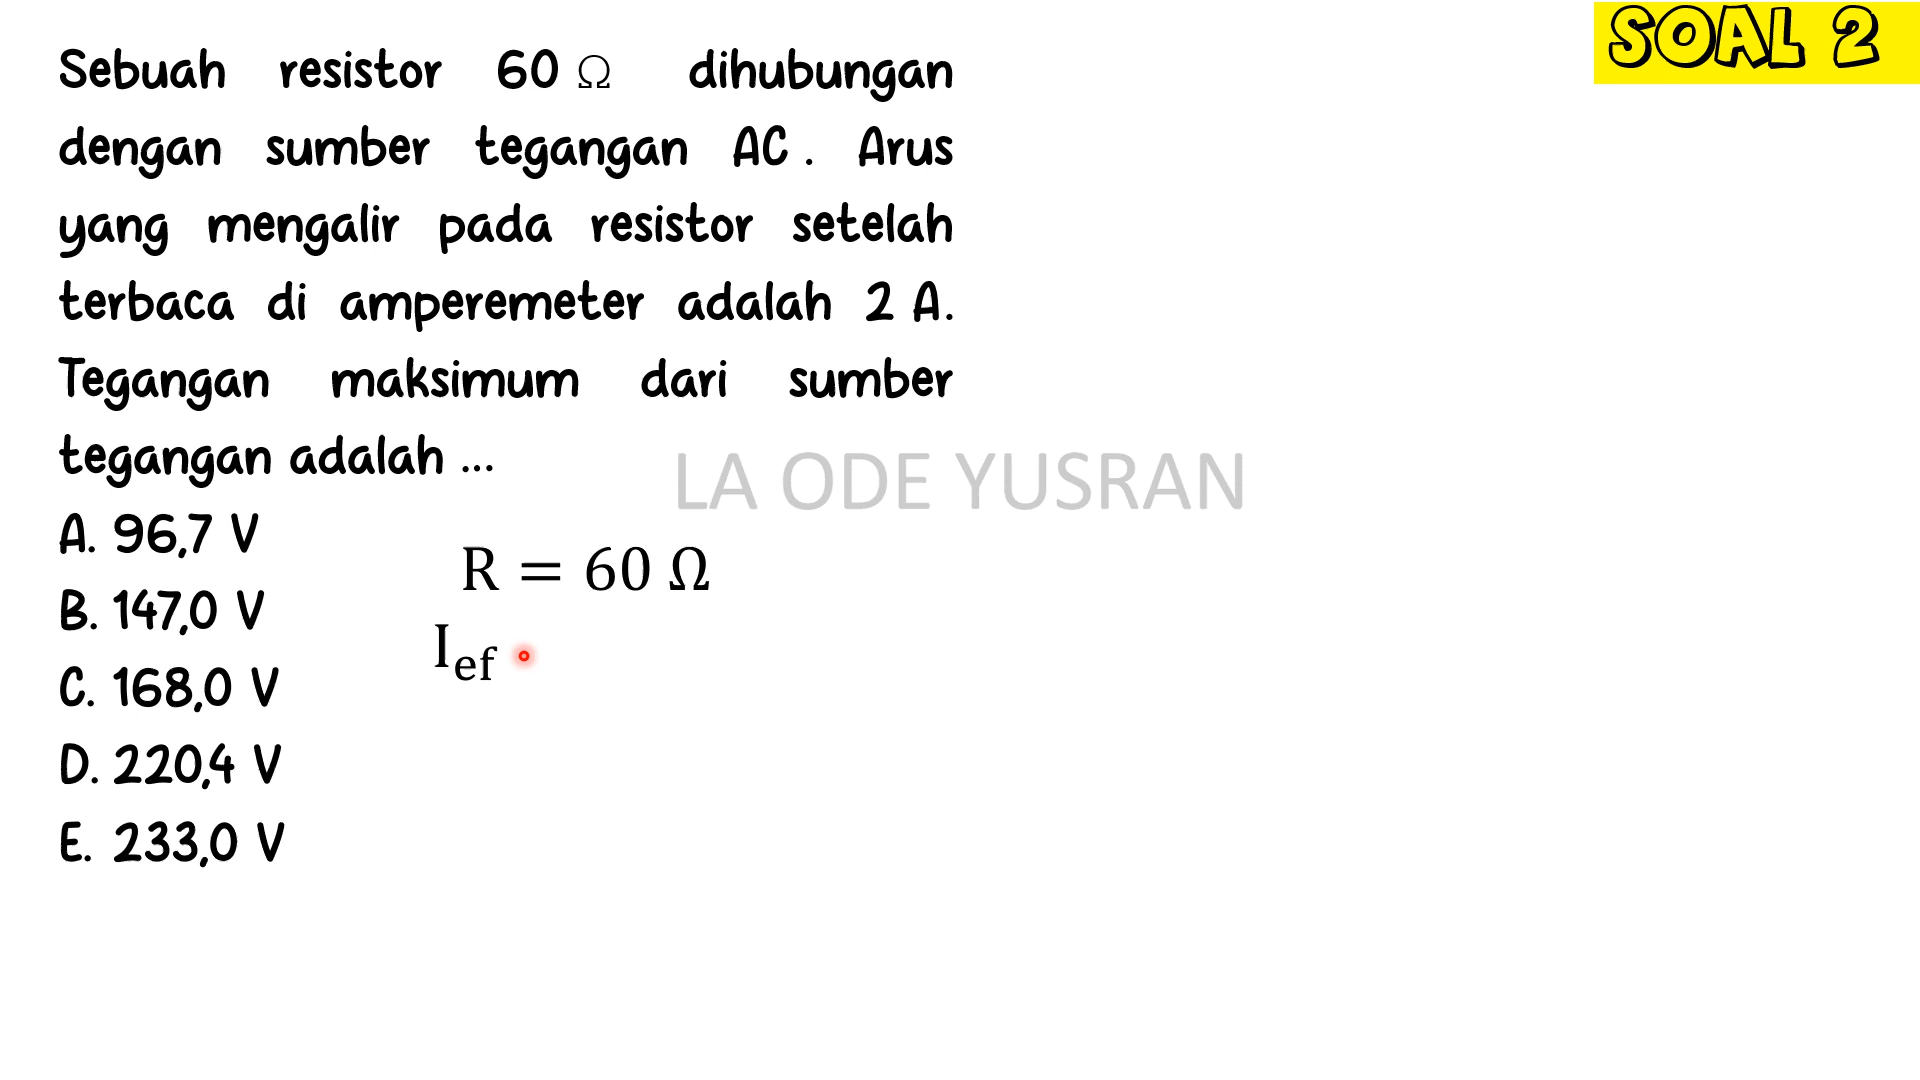 SOAL 2
Sebuah resistor 60 Ω dihubungan
dengan sumber tegangan AC . Arus
yang mengalir pada resistor setelah
terbaca di amperemeter adalah 2 A.
Tegangan maksimum dari sumber
tegangan adalah ...
LA ODE YUSRAN
A. 96,7 V
B. 147,0 V
C. 168,0 V
D. 220,4 V
E. 233,0 V
R = 60 Ω
I_ef